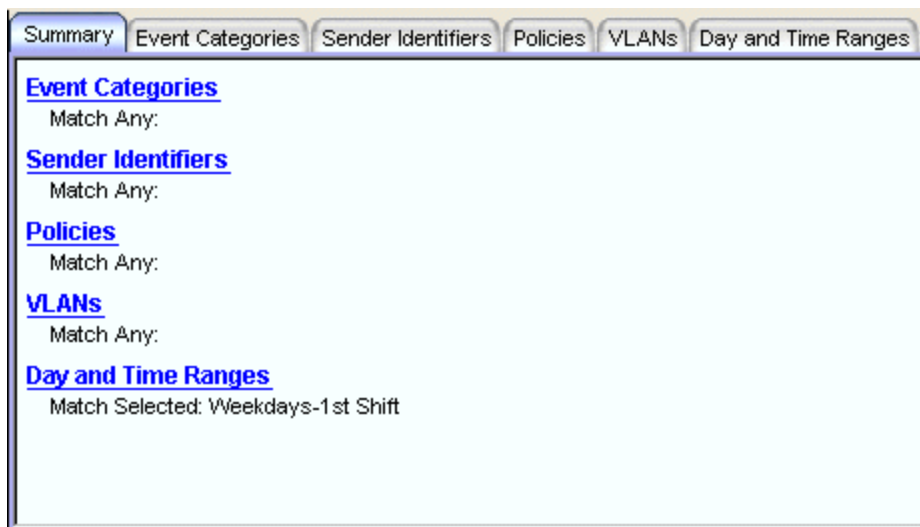 Summary Event Categories Sender Identifiers Policies VLANs Day and Time Ranges
Event Categories
Match Any:
Sender Identifiers
Match Any:
Policies
Match Any:
VLANs
Match Any:
Day and Time Ranges
Match Selected: Weekdays-1st Shift